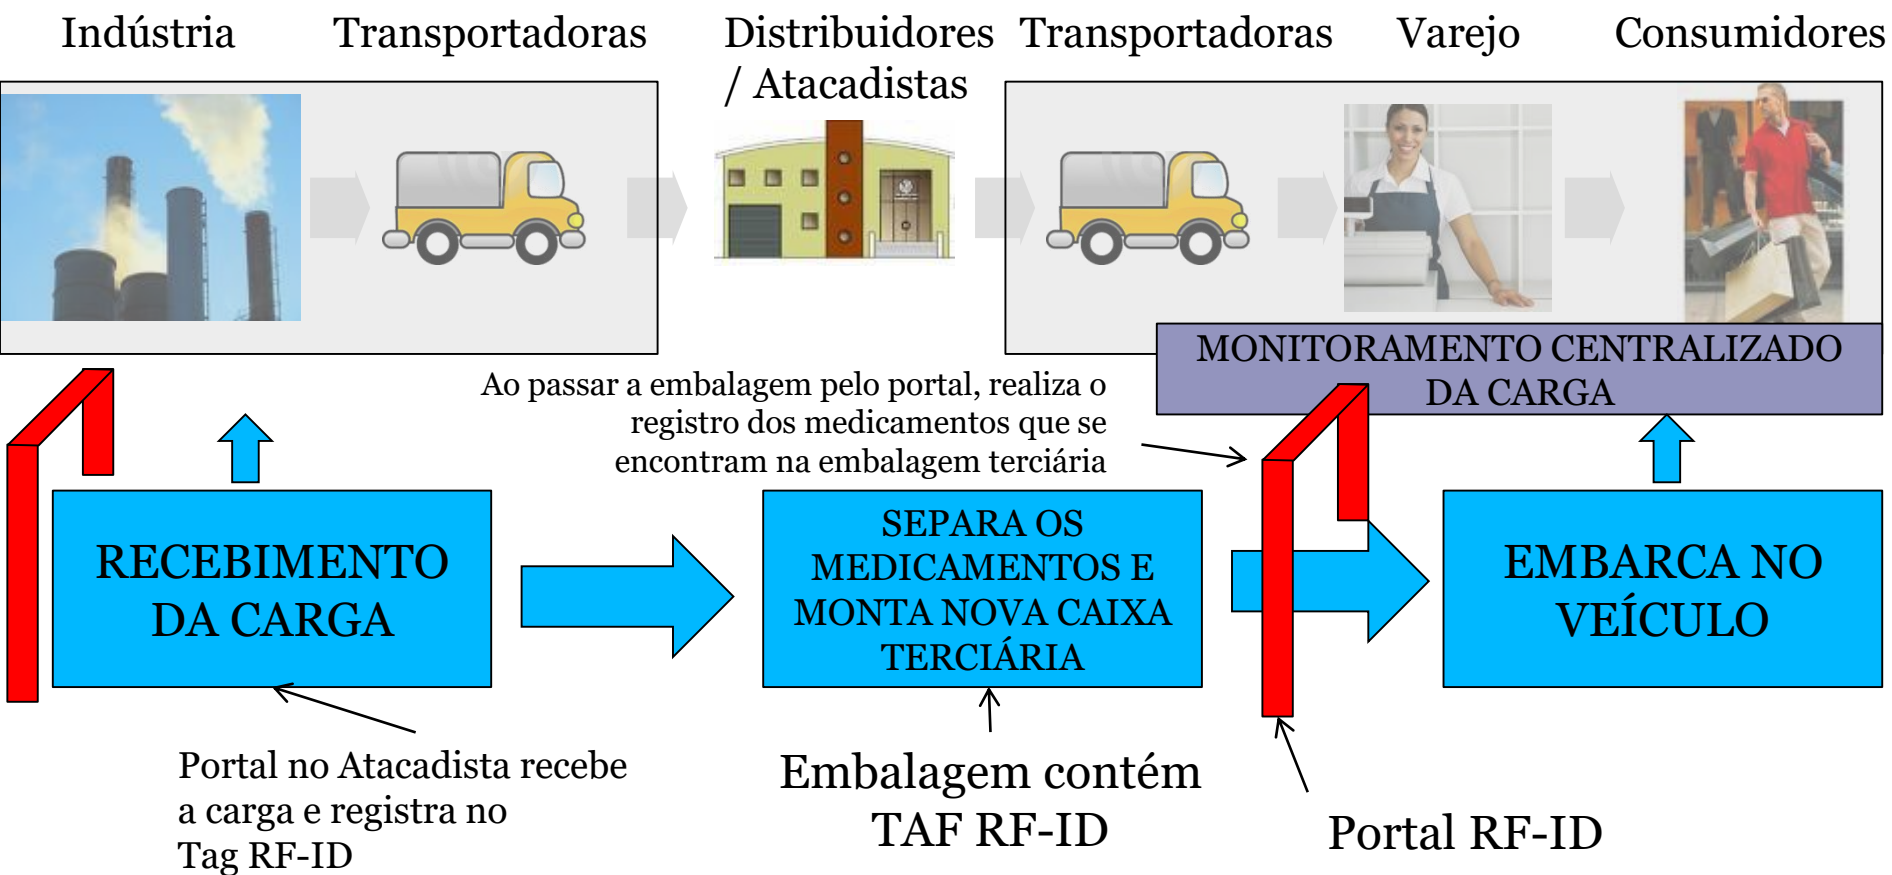 Indústria
Transportadoras
Distribuidores
/ Atacadistas
Transportadoras
Varejo
Consumidores
MONITORAMENTO CENTRALIZADO
DA CARGA
Ao passar a embalagem pelo portal, realiza o
registro dos medicamentos que se
encontram na embalagem terciária
RECEBIMENTO
DA CARGA
SEPARA OS
MEDICAMENTOS E
MONTA NOVA CAIXA
TERCIÁRIA
EMBARCA NO
VEÍCULO
Portal no Atacadista recebe
a carga e registra no
Tag RF-ID
Embalagem contém
TAF RF-ID
Portal RF-ID